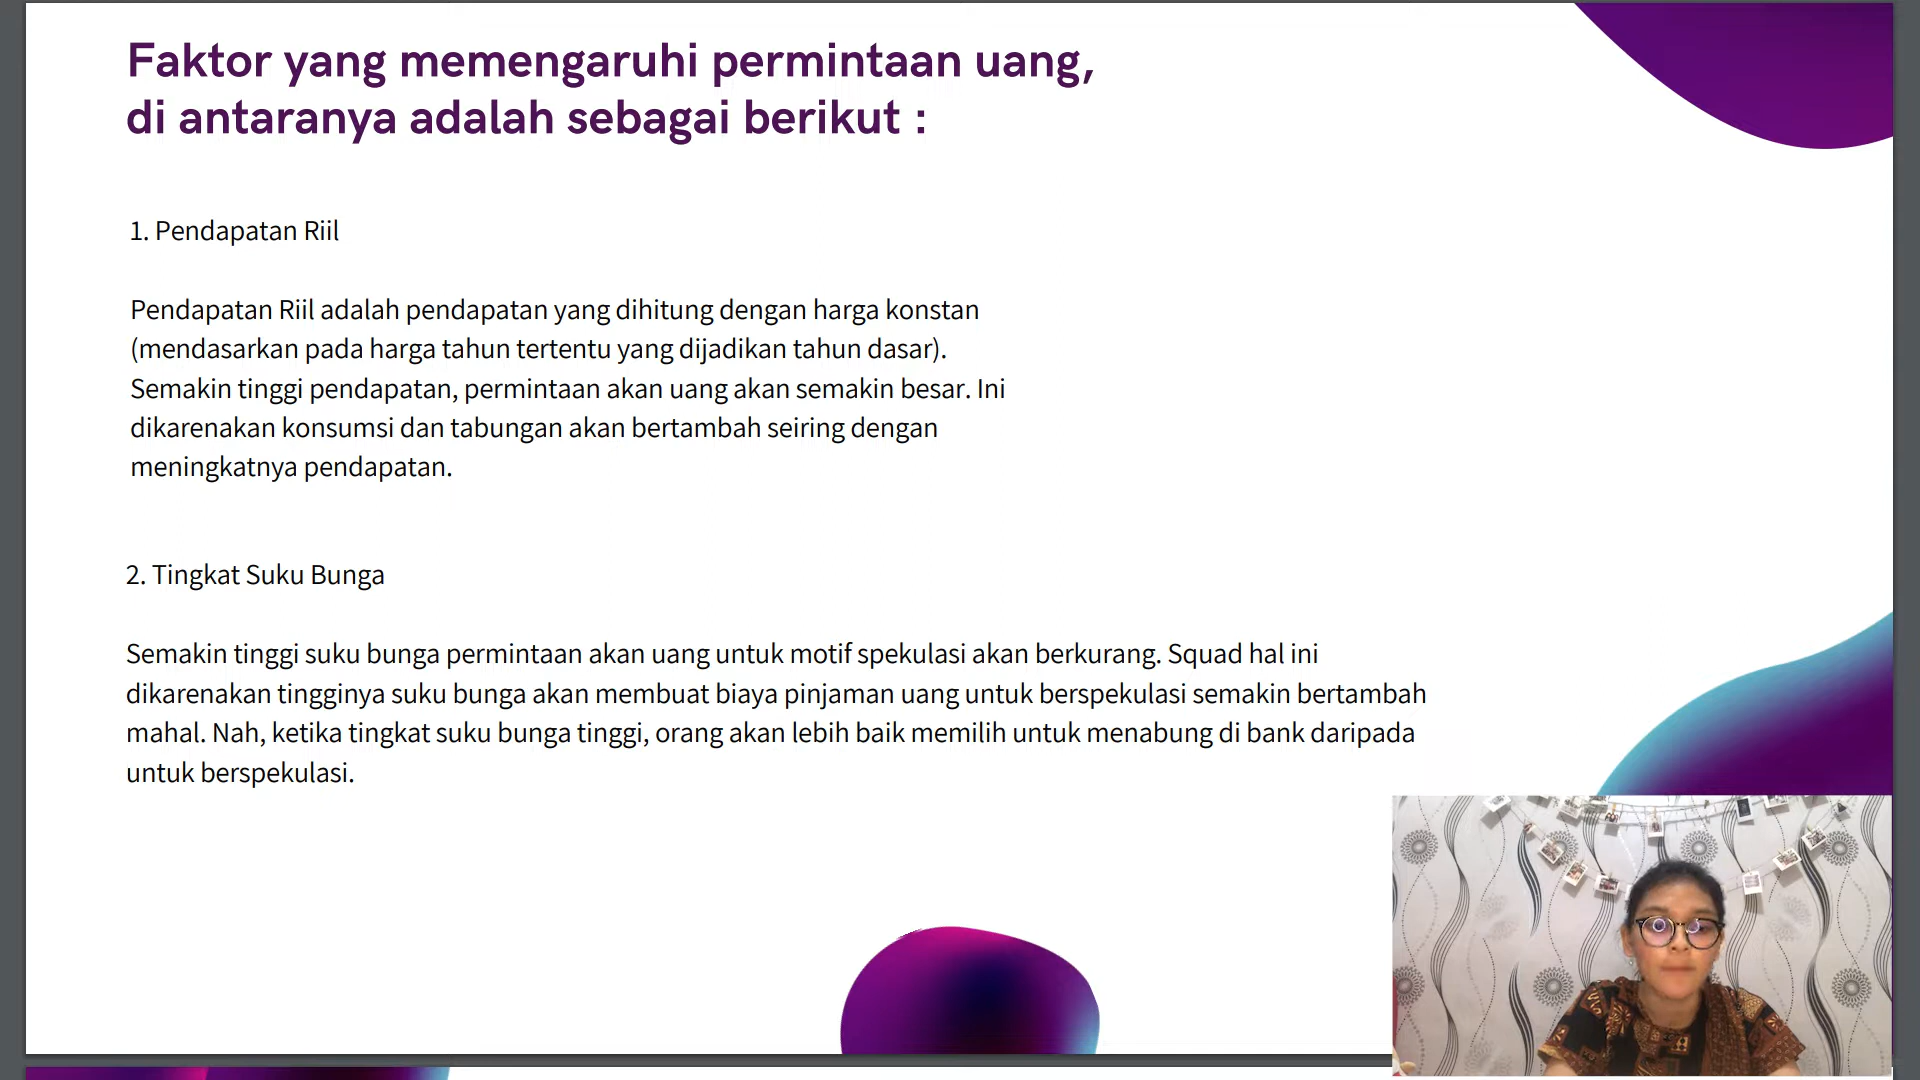 Faktor yang memengaruhi permintaan uang,
di antaranya adalah sebagai berikut :
1. Pendapatan Riil
Pendapatan Riil adalah pendapatan yang dihitung dengan harga konstan
(mendasarkan pada harga tahun tertentu yang dijadikan tahun dasar).
Semakin tinggi pendapatan, permintaan akan uang akan semakin besar. Ini
dikarenakan konsumsi dan tabungan akan bertambah seiring dengan
meningkatnya pendapatan.
2. Tingkat Suku Bunga
Semakin tinggi suku bunga permintaan akan uang untuk motif spekulasi akan berkurang. Squad hal ini
dikarenakan tingginya suku bunga akan membuat biaya pinjaman uang untuk berspekulasi semakin bertambah
mahal. Nah, ketika tingkat suku bunga tinggi, orang akan lebih baik memilih untuk menabung di bank daripada
untuk berspekulasi.